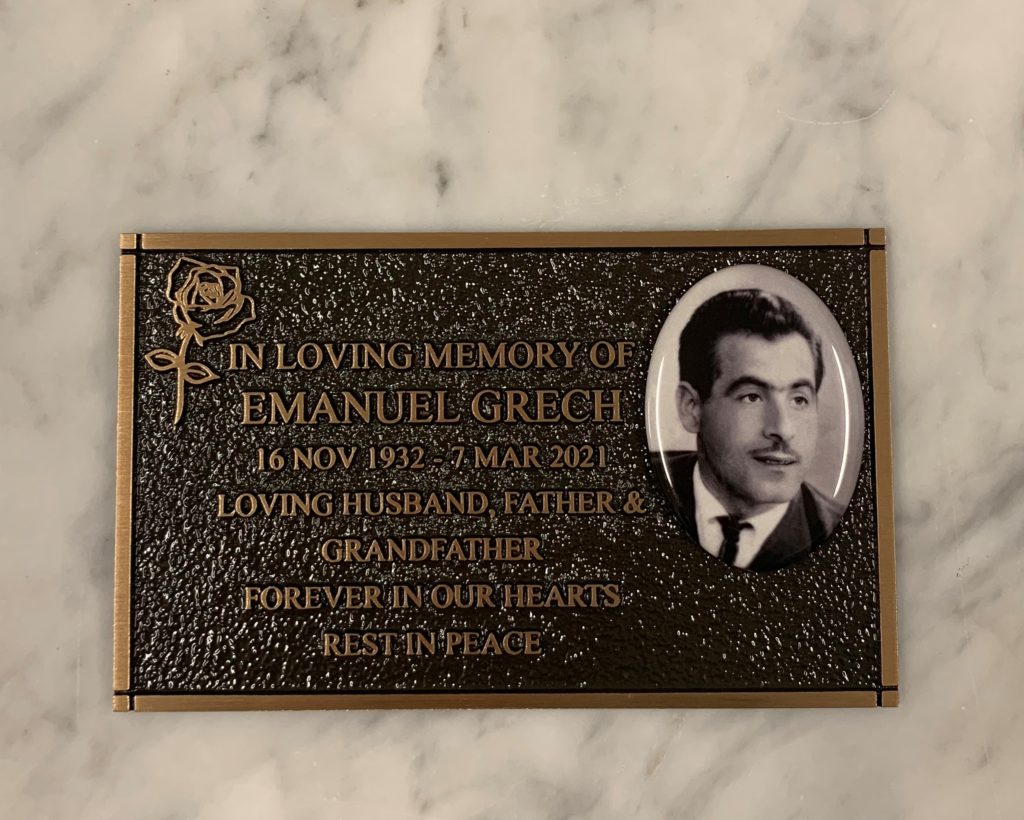 IN LOVING MEMORY OF
EMANUEL GRECH
16 NOV 1932 - 7 MAR 2021
LOVING HUSBAND, FATHER &
GRANDFATHER
FOREVER IN OUR HEARTS
REST IN PEACE